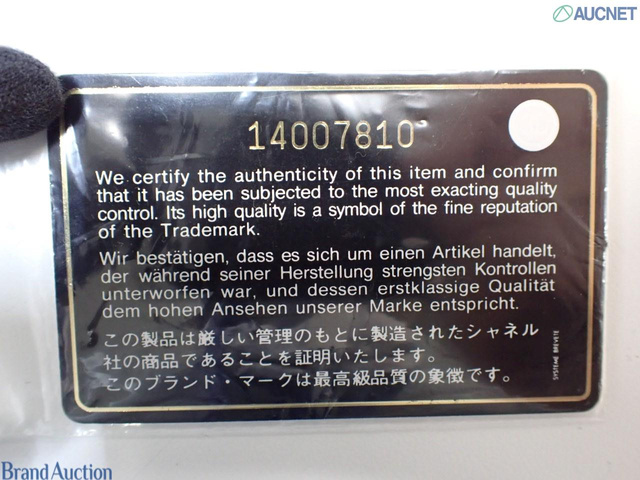 AUCNET
14007810
We certify the authenticity of this item and confirm
that it has been subjected to the most exacting quality
control. Its high quality is a symbol of the fine reputation
of the Trademark.
Wir bestätigen, dass es sich um einen Artikel handelt,
der während seiner Herstellung strengsten Kontrollen
unterworfen war, und dessen erstklassige Qualität
dem hohen Ansehen unserer Marke entspricht.
この製品は厳しい管理のもとに製造されたシャネル
社の商品であることを証明いたします。
このブランド・マークは最高級品質の象徴です。
Brand Auction